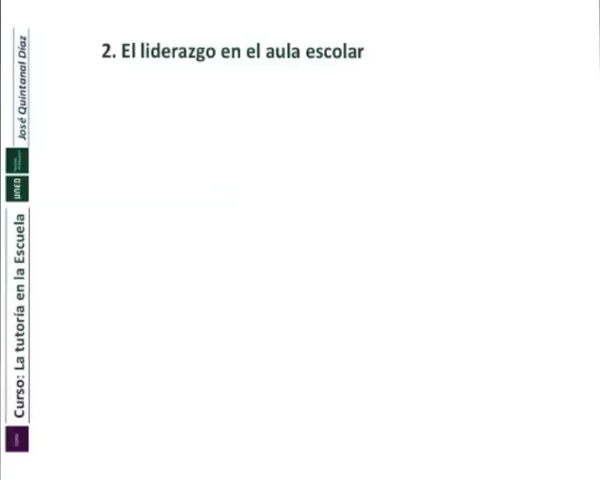 2. El liderazgo en el aula escolar
José Quintanal Díaz
UNED
Curso: La tutoría en la Escuela